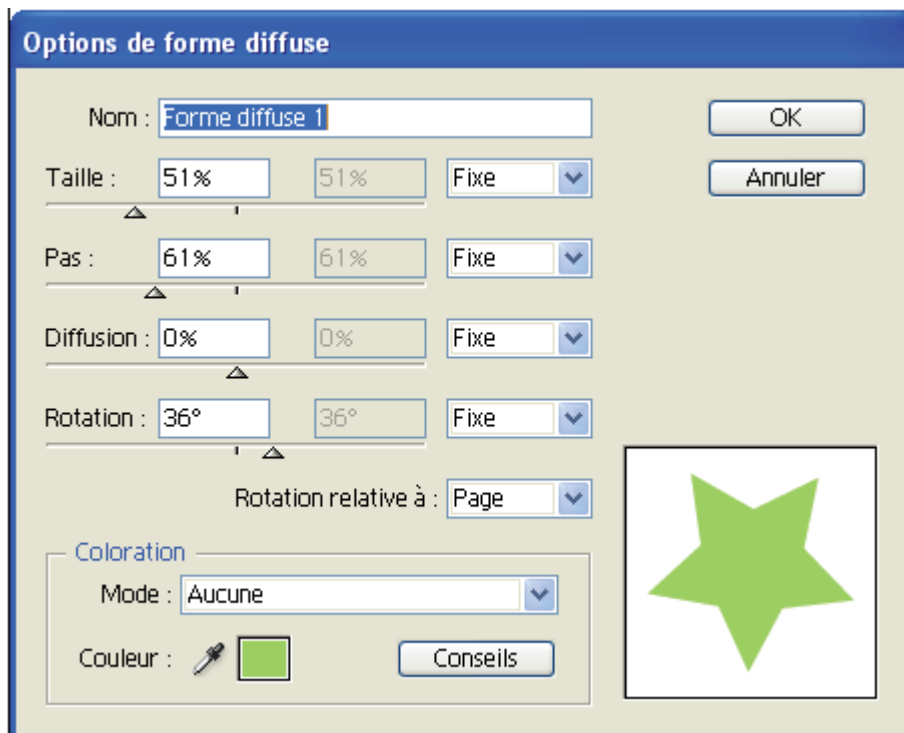 Options de forme diffuse
Nom : Forme diffuse 1
OK
Taille : 51% 51% Fixe
Annuler
Pas : 61% 61% Fixe
Diffusion : 0% 0% Fixe
Rotation : 36° 36° Fixe
Rotation relative à : Page
Coloration
Mode : Aucune
Couleur :
Conseils